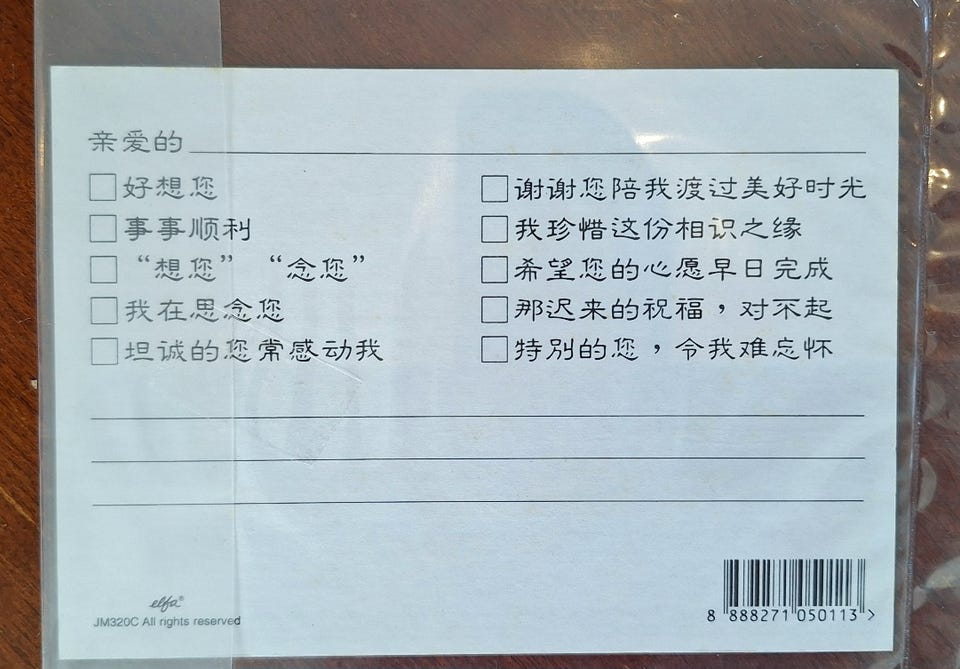 亲爱的
好想您
事事顺利
“想您” “念您”
我在思念您
坦诚的您常感动我
谢谢您陪我渡过美好时光
我珍惜这份相识之缘
希望您的心愿早日完成
那迟来的祝福，对不起
特别的您，令我难忘怀
elfa®
JM320C All rights reserved
8 888271 050113 >